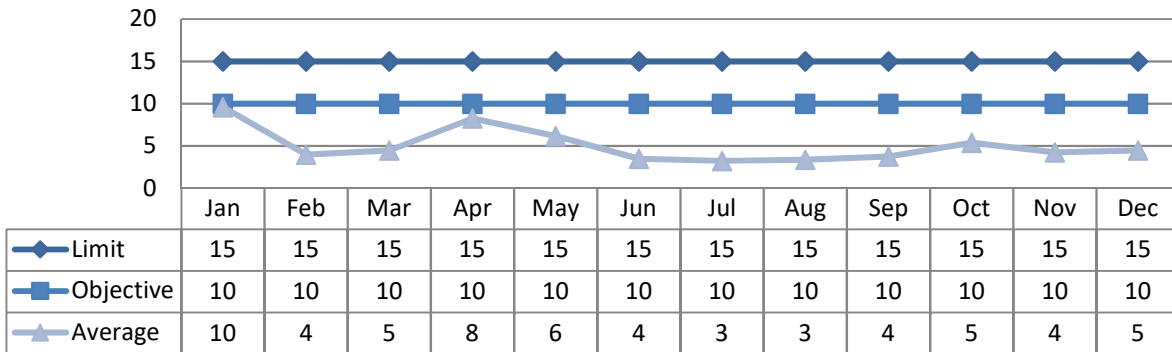 20
15
10
5
0
Jan Feb Mar Apr May Jun Jul Aug Sep Oct Nov Dec
Limit 15 15 15 15 15 15 15 15 15 15 15 15
Objective 10 10 10 10 10 10 10 10 10 10 10 10
Average 10 4 5 8 6 4 3 3 4 5 4 5